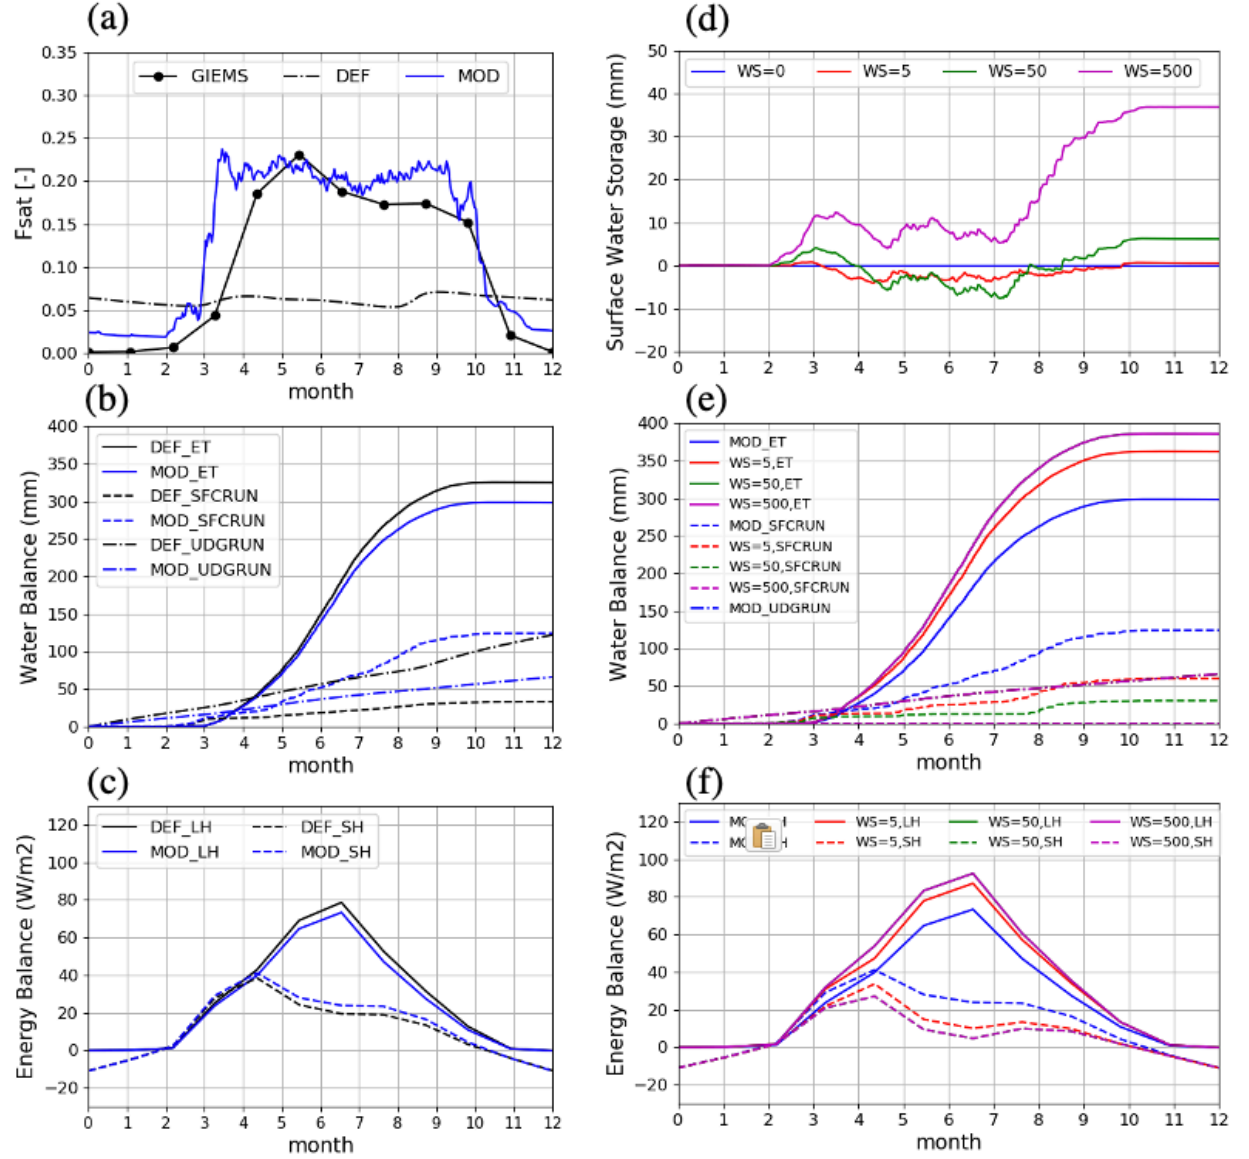 (a)
GIEMS DEF MOD
Fsat [-]
0.35
0.30
0.25
0.20
0.15
0.10
0.05
0.00
0 1 2 3 4 5 6 7 8 9 10 11 12
month
(b)
DEF_ET
MOD_ET
DEF_SFCRUN
MOD_SFCRUN
DEF_UDGRUN
MOD_UDGRUN
Water Balance (mm)
400
350
300
250
200
150
100
50
0
0 1 2 3 4 5 6 7 8 9 10 11 12
month
(c)
DEF_LH DEF_SH
MOD_LH MOD_SH
Energy Balance (W/m2)
120
100
80
60
40
20
0
−20
0 1 2 3 4 5 6 7 8 9 10 11 12
month
(d)
WS=0 WS=5 WS=50 WS=500
Surface Water Storage (mm)
50
40
30
20
10
0
−10
−20
0 1 2 3 4 5 6 7 8 9 10 11 12
month
(e)
MOD_ET
WS=5,ET
WS=50,ET
WS=500,ET
MOD_SFCRUN
WS=5,SFCRUN
WS=50,SFCRUN
WS=500,SFCRUN
MOD_UDGRUN
Water Balance (mm)
400
350
300
250
200
150
100
50
0
0 1 2 3 4 5 6 7 8 9 10 11 12
month
(f)
WS=5,LH WS=50,LH WS=500,LH
WS=5,SH WS=50,SH WS=500,SH
Energy Balance (W/m2)
120
100
80
60
40
20
0
−20
0 1 2 3 4 5 6 7 8 9 10 11 12
month